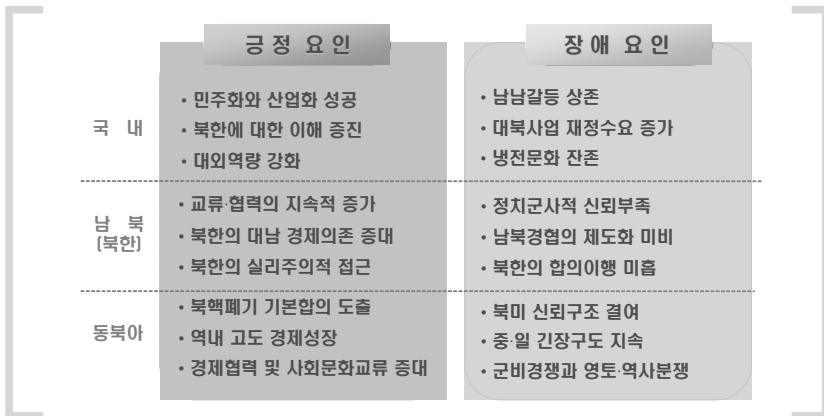 긍정 요인
장애 요인
국 내
• 민주화와 산업화 성공
• 북한에 대한 이해 증진
• 대외역량 강화
• 남남갈등 상존
• 대북사업 재정수요 증가
• 냉전문화 잔존
남 북
(북한)
• 교류·협력의 지속적 증가
• 북한의 대남 경제의존 증대
• 북한의 실리주의적 접근
• 정치군사적 신뢰부족
• 남북경협의 제도화 미비
• 북한의 합의이행 미흡
동북아
• 북핵폐기 기본합의 도출
• 역내 고도 경제성장
• 경제협력 및 사회문화교류 증대
• 북미 신뢰구조 결여
• 중·일 긴장구도 지속
• 군비경쟁과 영토·역사분쟁